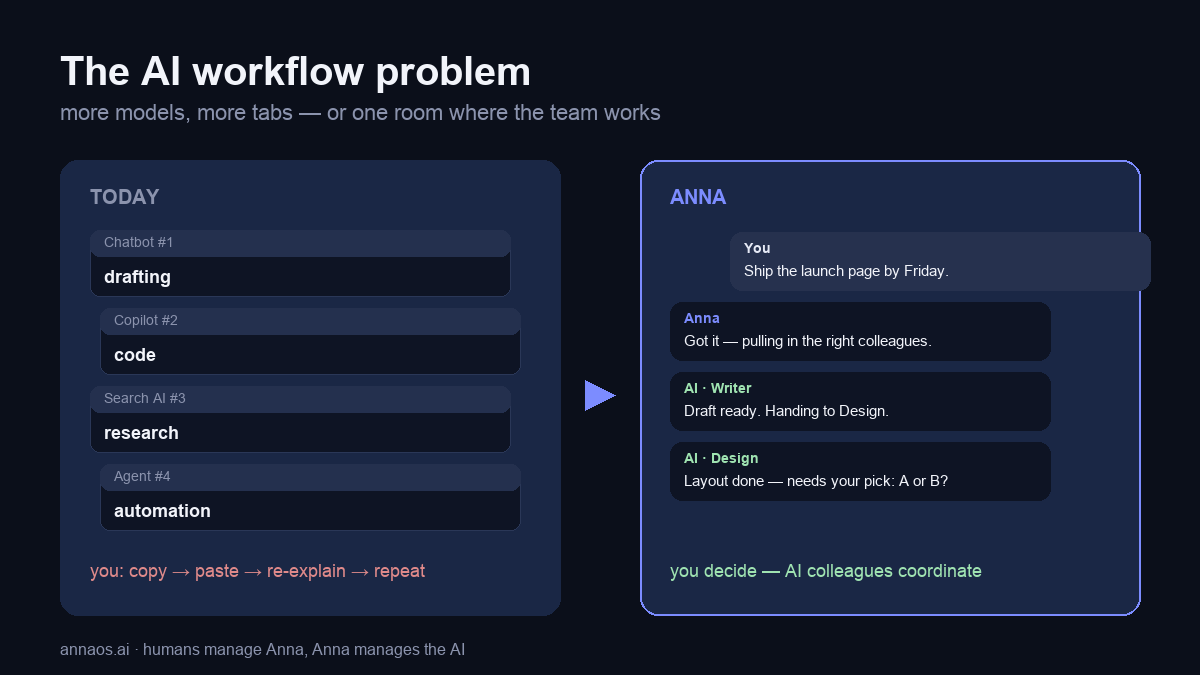 The AI workflow problem
more models, more tabs — or one room where the team works
TODAY
Chatbot #1
drafting
Copilot #2
code
Search AI #3
research
Agent #4
automation
you: copy → paste → re-explain → repeat
ANNA
You
Ship the launch page by Friday.
Anna
Got it — pulling in the right colleagues.
AI · Writer
Draft ready. Handing to Design.
AI · Design
Layout done — needs your pick: A or B?
you decide — AI colleagues coordinate
annaos.ai · humans manage Anna, Anna manages the AI